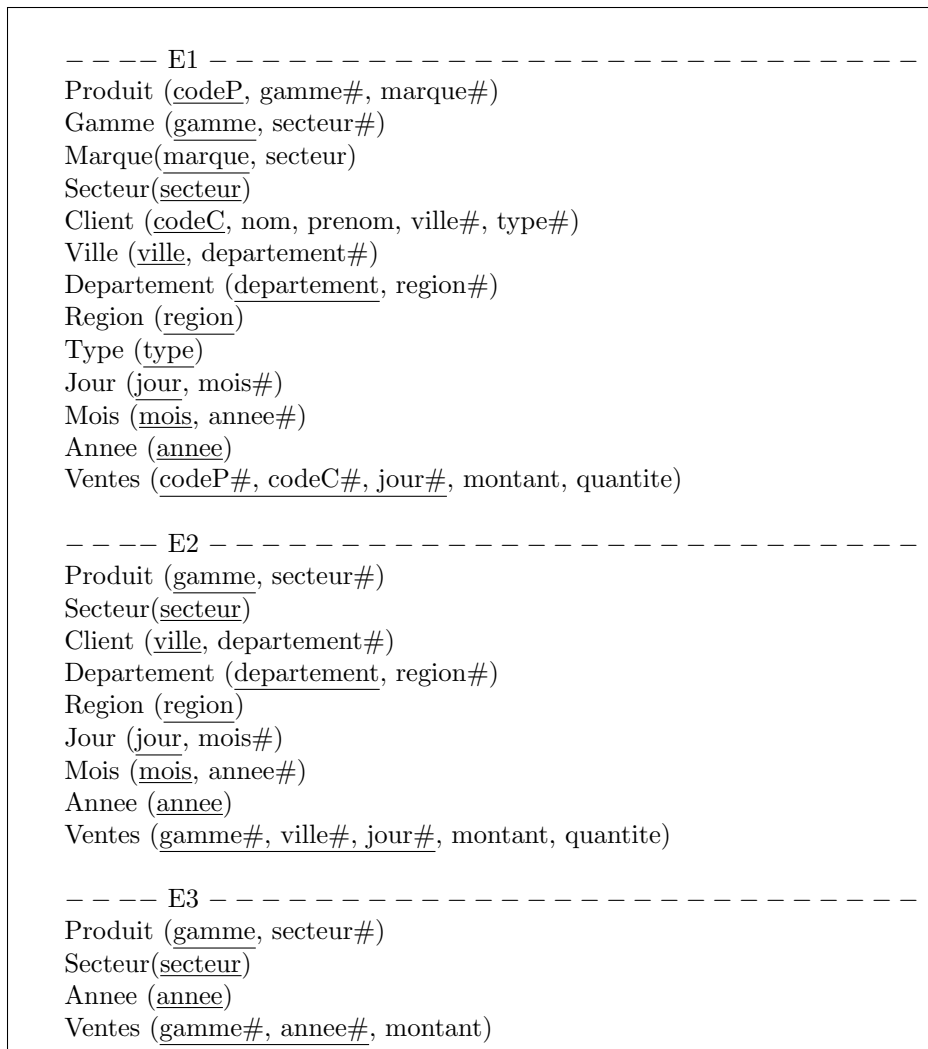 − − − − E1 − − − − − − − − − − − − − − − − − − − − − − − − − − −
Produit (codeP, gamme#, marque#)
Gamme (gamme, secteur#)
Marque(marque, secteur)
Secteur(secteur)
Client (codeC, nom, prenom, ville#, type#)
Ville (ville, departement#)
Departement (departement, region#)
Region (region)
Type (type)
Jour (jour, mois#)
Mois (mois, annee#)
Annee (annee)
Ventes (codeP#, codeC#, jour#, montant, quantite)
− − − − E2 − − − − − − − − − − − − − − − − − − − − − − − − − − −
Produit (gamme, secteur#)
Secteur(secteur)
Client (ville, departement#)
Departement (departement, region#)
Region (region)
Jour (jour, mois#)
Mois (mois, annee#)
Annee (annee)
Ventes (gamme#, ville#, jour#, montant, quantite)
− − − − E3 − − − − − − − − − − − − − − − − − − − − − − − − − − −
Produit (gamme, secteur#)
Secteur(secteur)
Annee (annee)
Ventes (gamme#, annee#, montant)